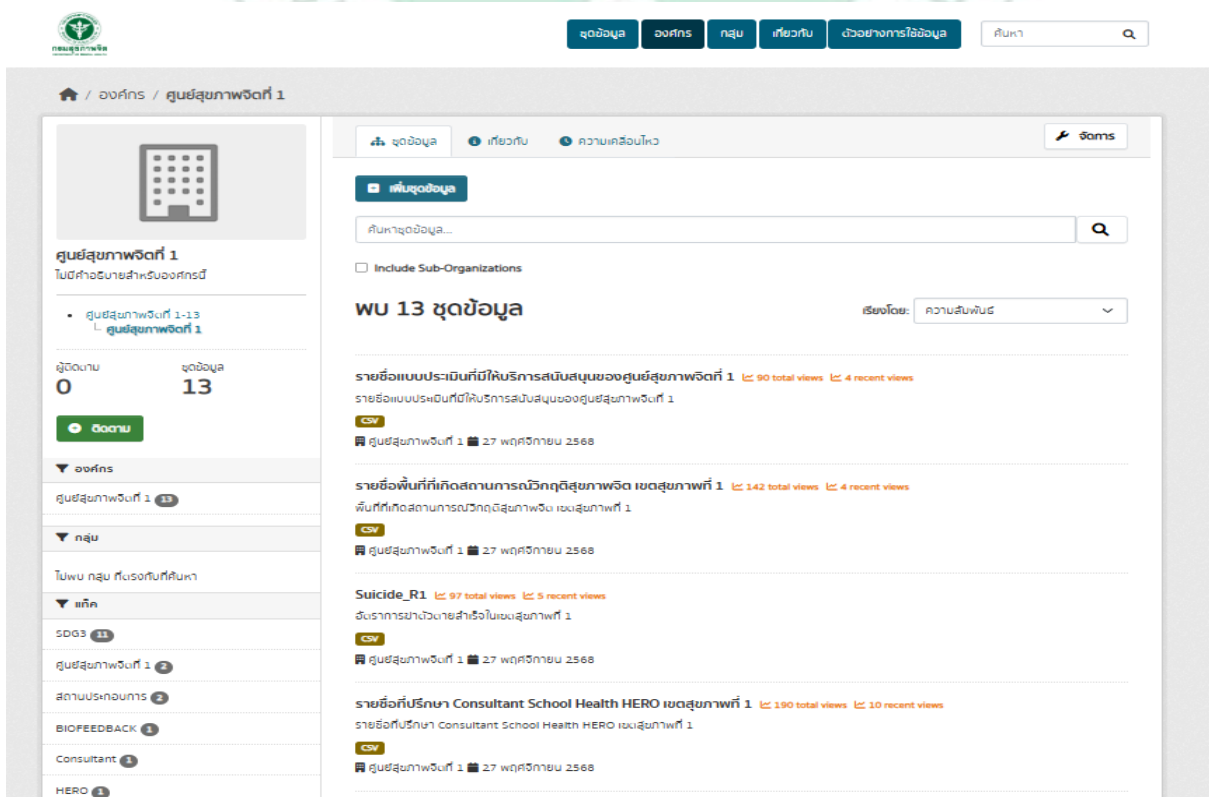 กรมสุขภาพจิต
ชุดข้อมูล องค์กร กลุ่ม เกี่ยวกับ ตัวอย่างการใช้ข้อมูล ค้นหา
/ องค์กร / ศูนย์สุขภาพจิตที่ 1
ศูนย์สุขภาพจิตที่ 1
ไม่มีคำอธิบายสำหรับองค์กรนี้
ศูนย์สุขภาพจิตที่ 1-13
ศูนย์สุขภาพจิตที่ 1
ผู้ติดตาม ชุดข้อมูล
0 13
ติดตาม
องค์กร
ศูนย์สุขภาพจิตที่ 1 13
กลุ่ม
ไม่พบ กลุ่ม ที่ตรงกับที่ค้นหา
แท็ค
SDG3 11
ศูนย์สุขภาพจิตที่ 1 2
สถานประกอบการ 2
BIOFEEDBACK 1
Consultant 1
HERO 1
ชุดข้อมูล เกี่ยวกับ ความเคลื่อนไหว จัดการ
เพิ่มชุดข้อมูล
ค้นหาชุดข้อมูล...
Include Sub-Organizations
พบ 13 ชุดข้อมูล เรียงโดย: ความสัมพันธ์
รายชื่อแบบประเมินที่มีให้บริการสนับสนุนของศูนย์สุขภาพจิตที่ 1 90 total views 4 recent views
รายชื่อแบบประเมินที่มีให้บริการสนับสนุนของศูนย์สุขภาพจิตที่ 1
CSV
ศูนย์สุขภาพจิตที่ 1 27 พฤศจิกายน 2568
รายชื่อพื้นที่ที่เกิดสถานการณ์วิกฤติสุขภาพจิต เขตสุขภาพที่ 1 142 total views 4 recent views
พื้นที่ที่เกิดสถานการณ์วิกฤติสุขภาพจิต เขตสุขภาพที่ 1
CSV
ศูนย์สุขภาพจิตที่ 1 27 พฤศจิกายน 2568
Suicide_R1 97 total views 5 recent views
อัตราการฆ่าตัวตายสำเร็จในเขตสุขภาพที่ 1
CSV
ศูนย์สุขภาพจิตที่ 1 27 พฤศจิกายน 2568
รายชื่อที่ปรึกษา Consultant School Health HERO เขตสุขภาพที่ 1 190 total views 10 recent views
รายชื่อที่ปรึกษา Consultant School Health HERO เขตสุขภาพที่ 1
CSV
ศูนย์สุขภาพจิตที่ 1 27 พฤศจิกายน 2568